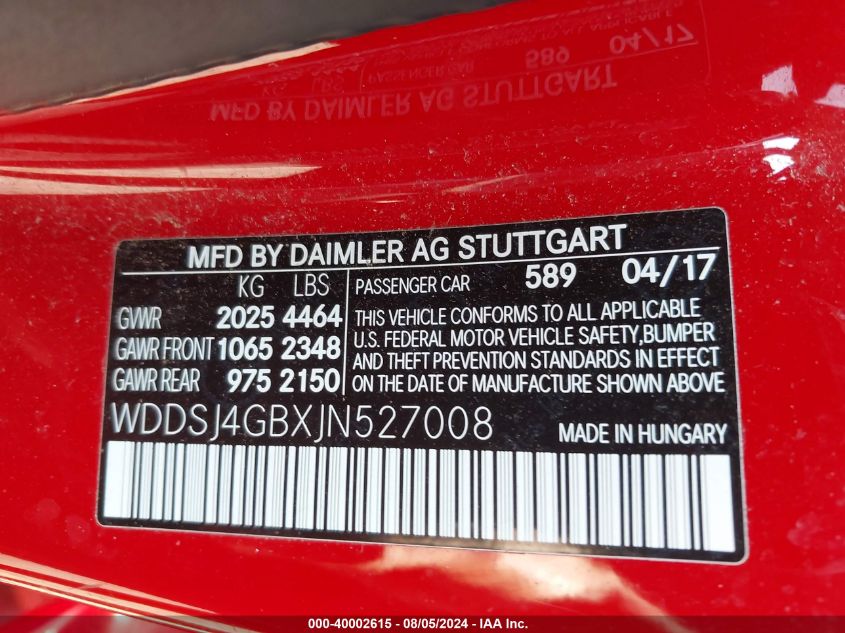 MFD BY DAIMLER AG STUTTGART
KG LBS
GVWR 2025 4464
GAWR FRONT 1065 2348
GAWR REAR 975 2150
PASSENGER CAR 589 04/17
THIS VEHICLE CONFORMS TO ALL APPLICABLE
U.S. FEDERAL MOTOR VEHICLE SAFETY,BUMPER
AND THEFT PREVENTION STANDARDS IN EFFECT
ON THE DATE OF MANUFACTURE SHOWN ABOVE
WDDSJ4GBXJN527008 MADE IN HUNGARY
000-40002615 - 08/05/2024 - IAA Inc.